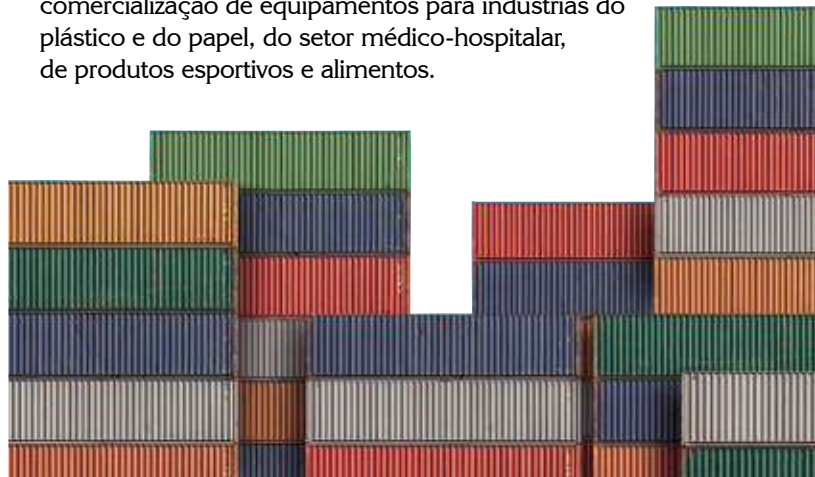 comercialização de equipamentos para indústrias do
plástico e do papel, do setor médico-hospitalar,
de produtos esportivos e alimentos.